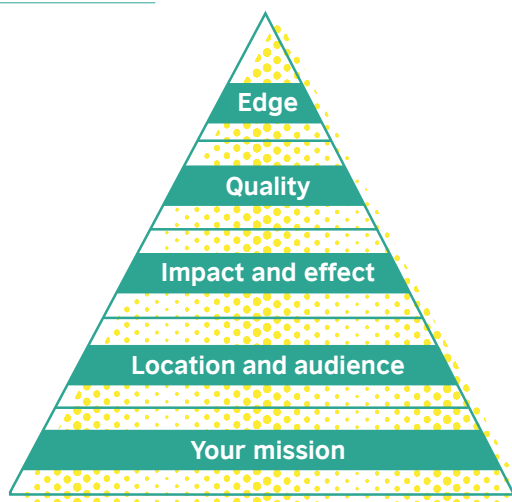 Edge
Quality
Impact and effect
Location and audience
Your mission